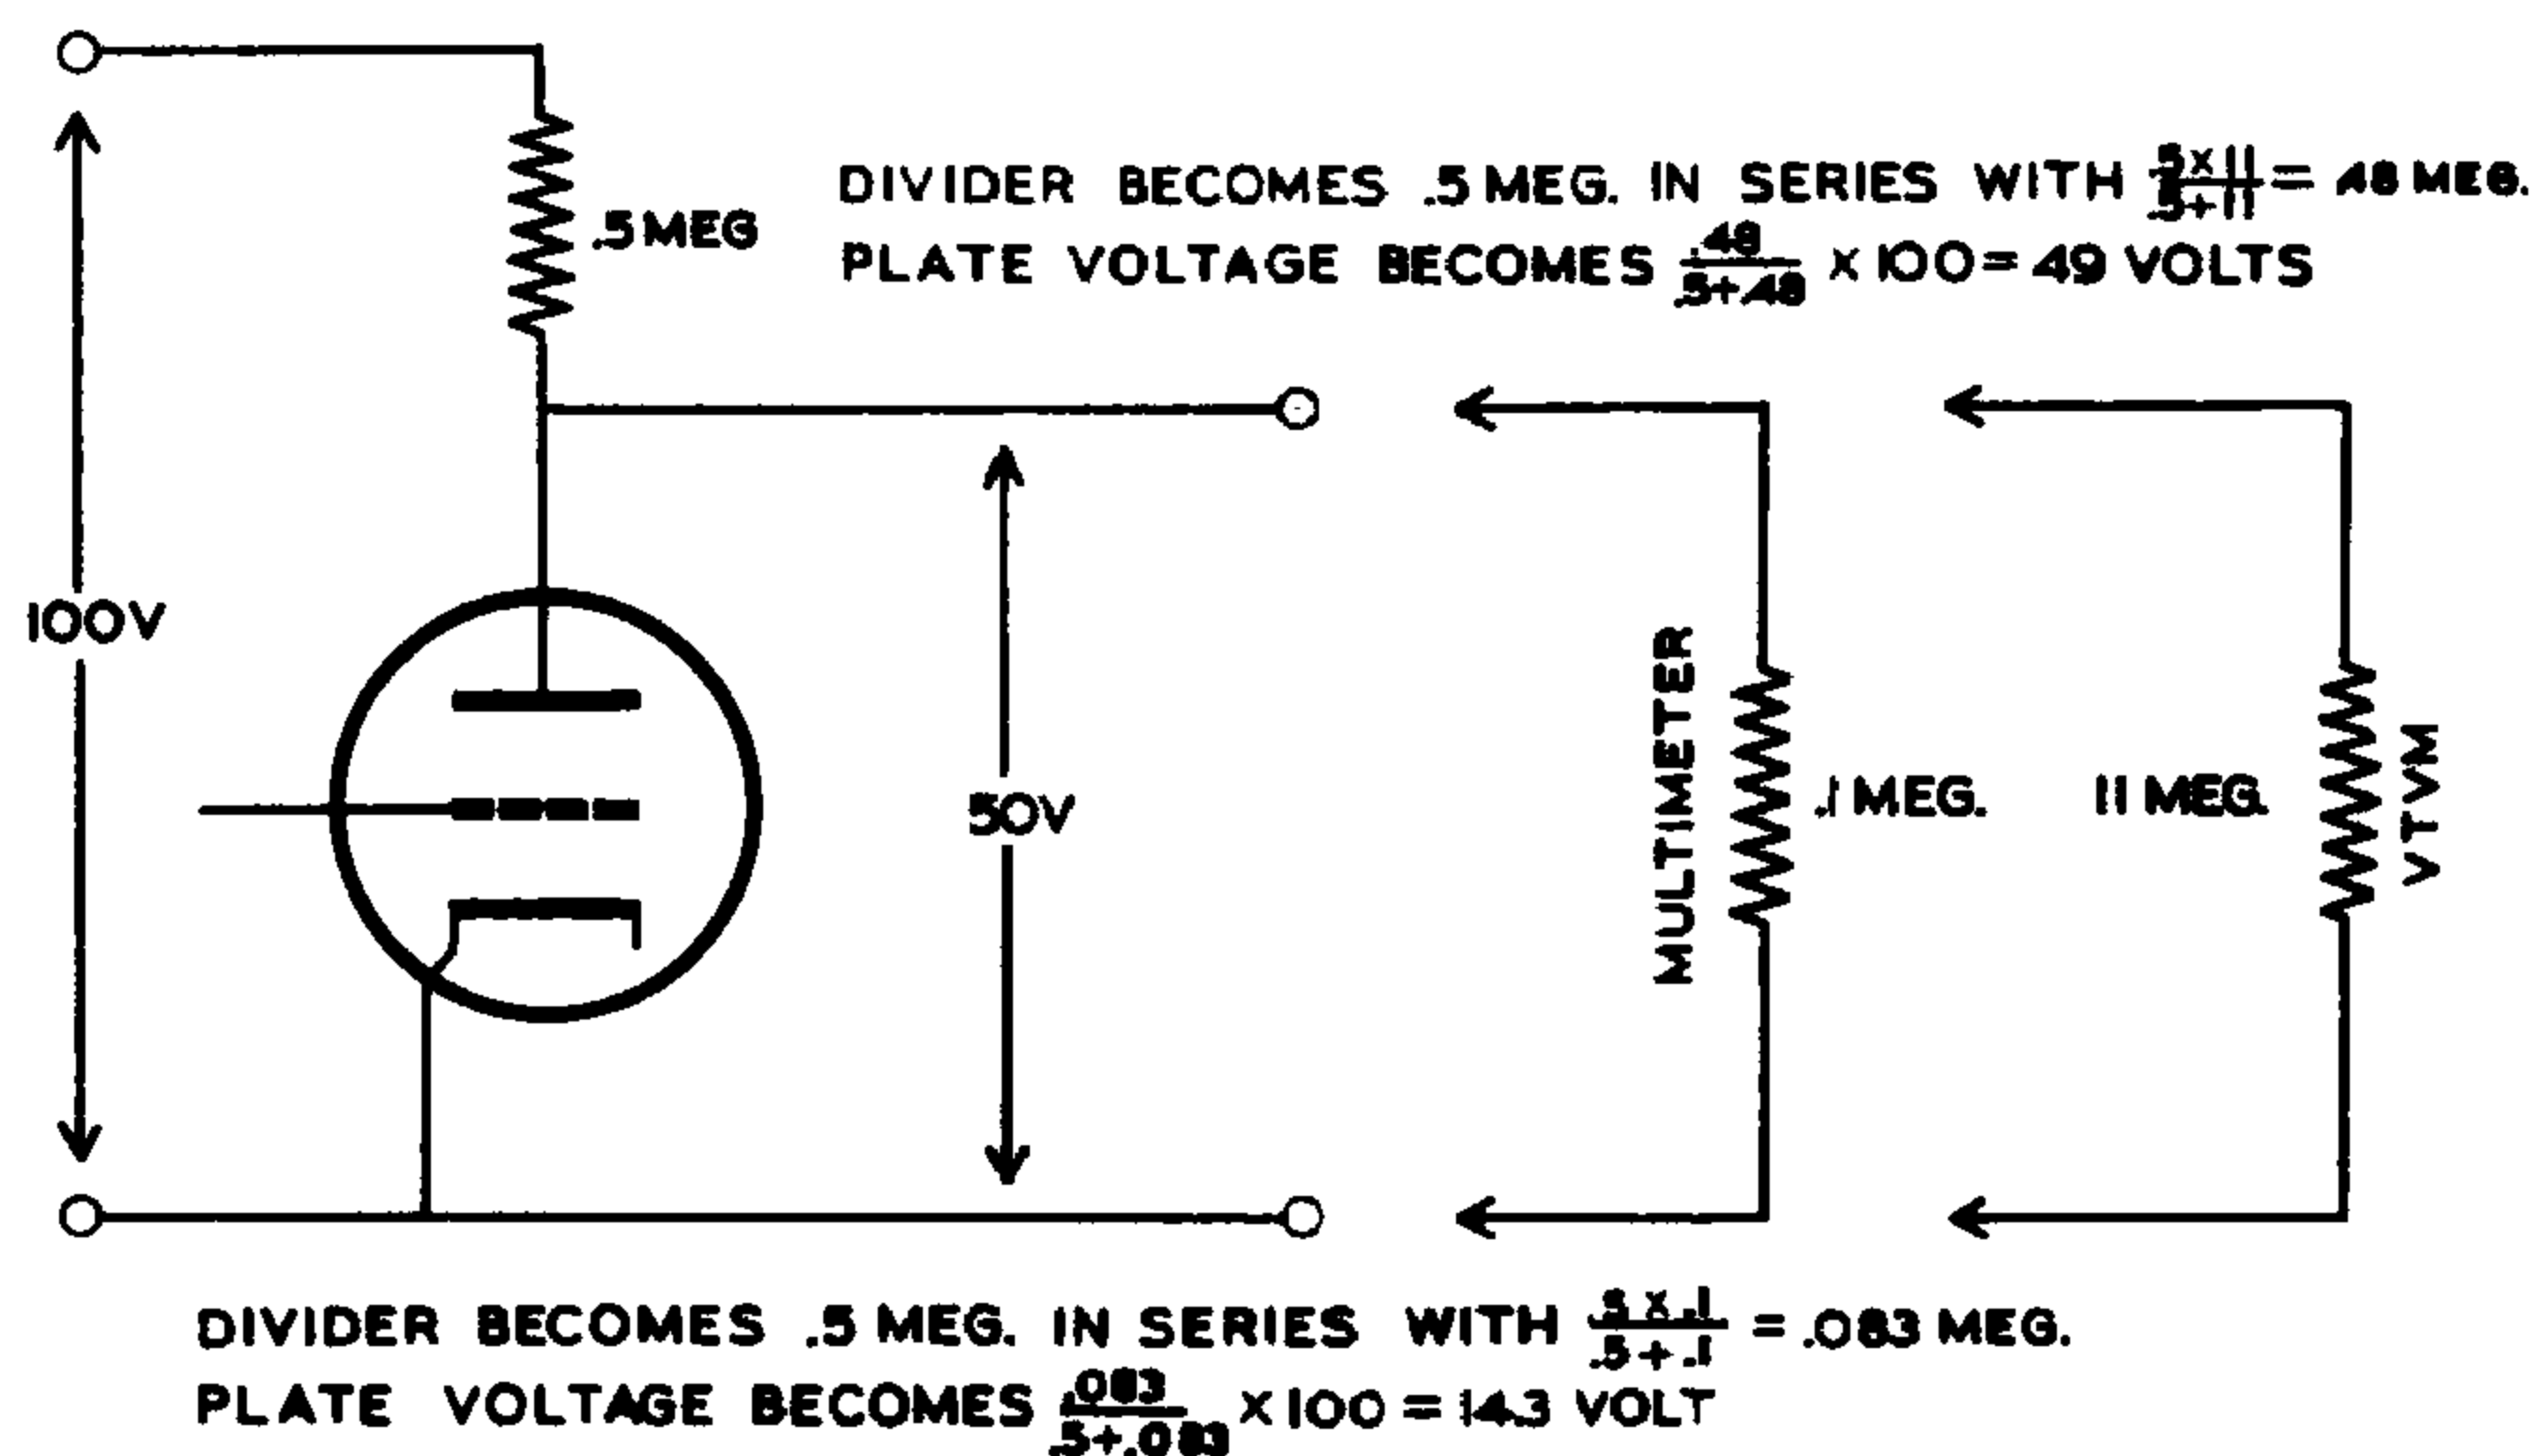 DIVIDER BECOMES .5 MEG. IN SERIES WITH .5 x 11 / .5 + 11 = .48 MEG.
.5 MEG
PLATE VOLTAGE BECOMES .48 / .5+.48 x 100 = 49 VOLTS
100V
50V
MULTIMETER
.1 MEG.
11 MEG.
VTVM
DIVIDER BECOMES .5 MEG. IN SERIES WITH .5 x .1 / .5 + .1 = .083 MEG.
PLATE VOLTAGE BECOMES .083 / .5+.083 x 100 = 14.3 VOLT